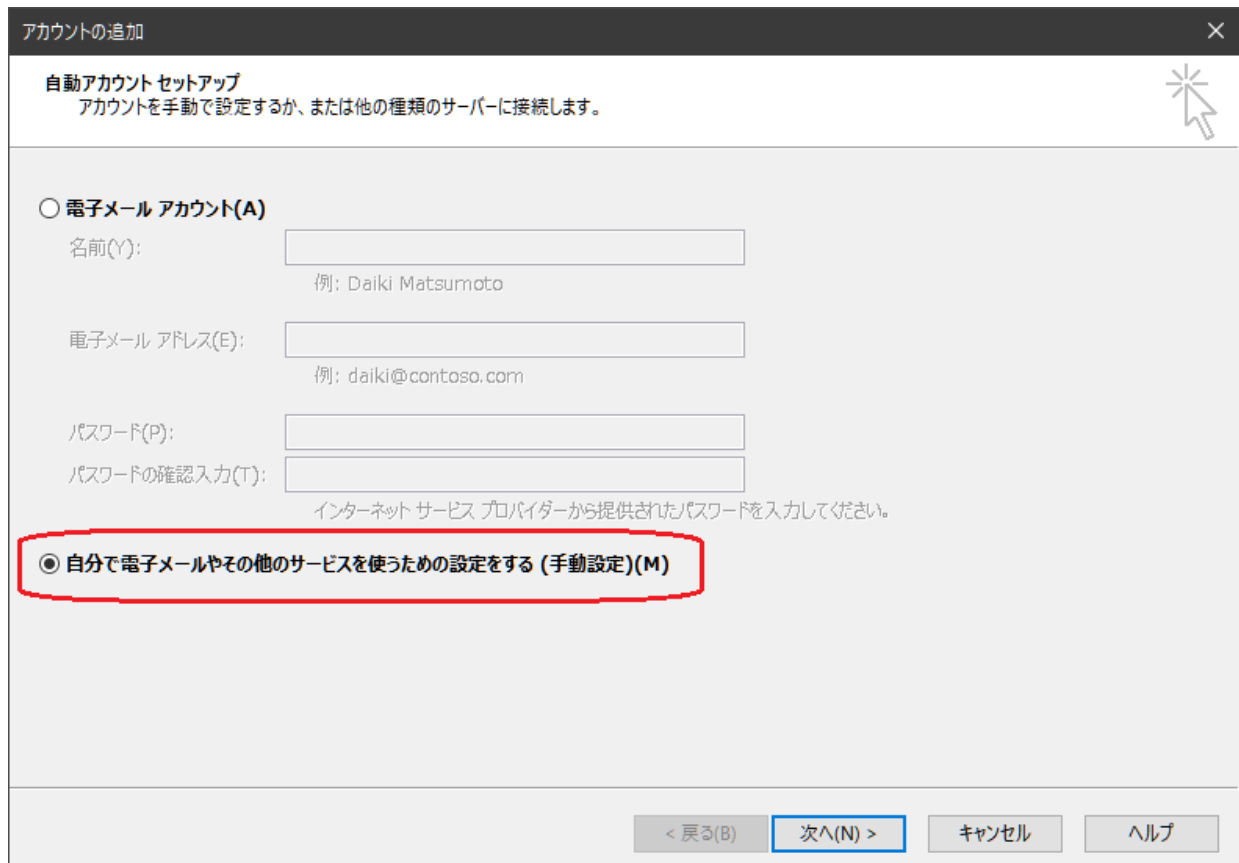 アカウントの追加
自動アカウント セットアップ
アカウントを手動で設定するか、または他の種類のサーバーに接続します。
電子メール アカウント(A)
名前(Y):
例: Daiki Matsumoto
電子メール アドレス(E):
例: daiki@contoso.com
パスワード(P):
パスワードの確認入力(T):
インターネット サービス プロバイダーから提供されたパスワードを入力してください。
自分で電子メールやその他のサービスを使うための設定をする (手動設定)(M)
< 戻る(B) 次へ(N) > キャンセル ヘルプ